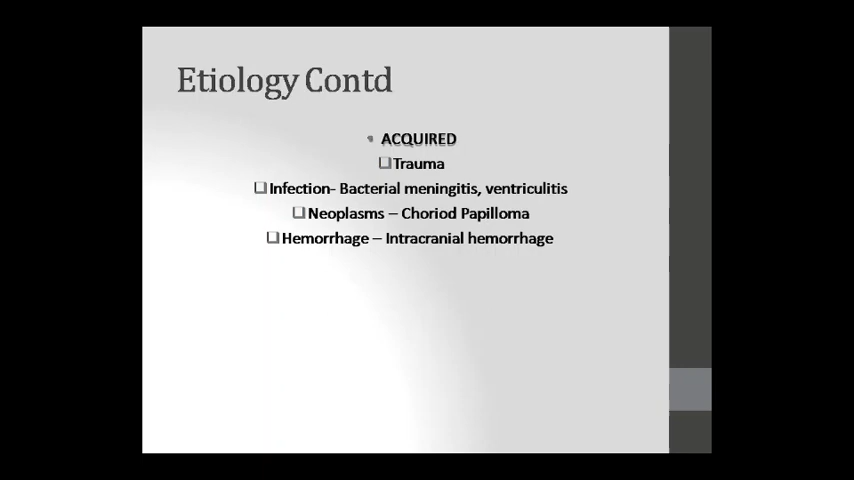 Etiology Contd
• ACQUIRED
❑Trauma
❑Infection- Bacterial meningitis, ventriculitis
❑Neoplasms – Choriod Papilloma
❑Hemorrhage – Intracranial hemorrhage